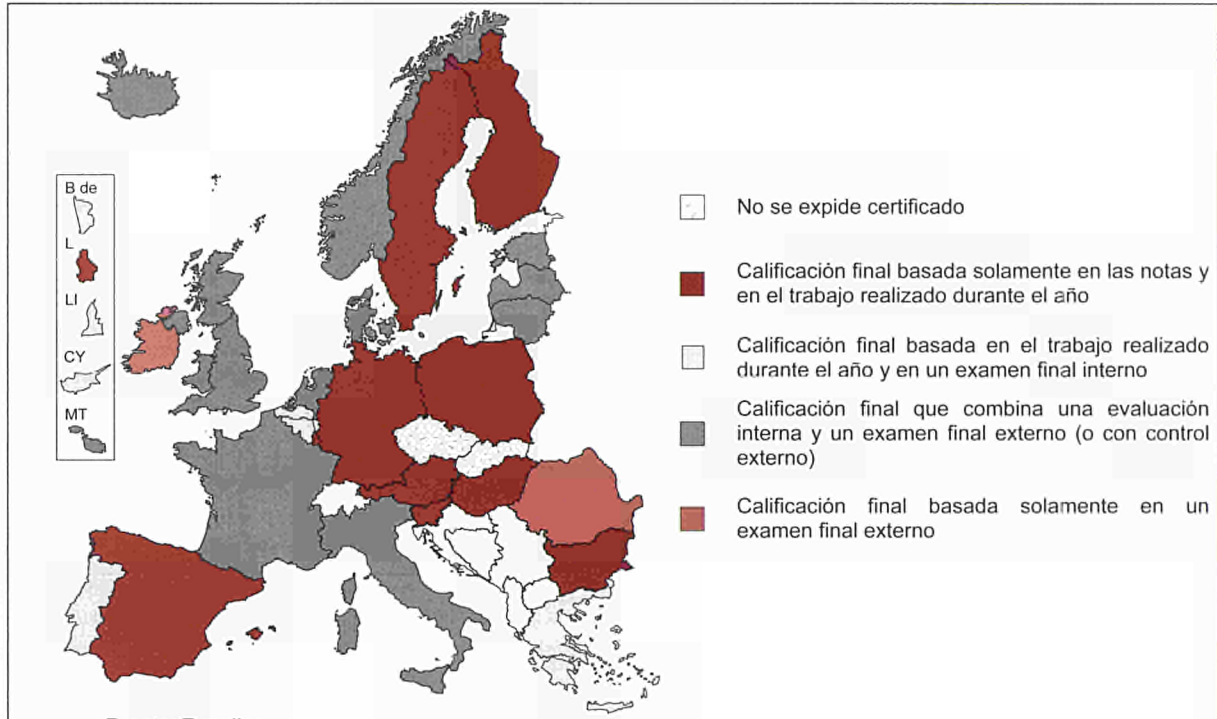 B de
L
LI
CY
MT
No se expide certificado
Calificación final basada solamente en las notas y
en el trabajo realizado durante el año
Calificación final basada en el trabajo realizado
durante el año y en un examen final interno
Calificación final que combina una evaluación
interna y un examen final externo (o con control
externo)
Calificación final basada solamente en un
examen final externo